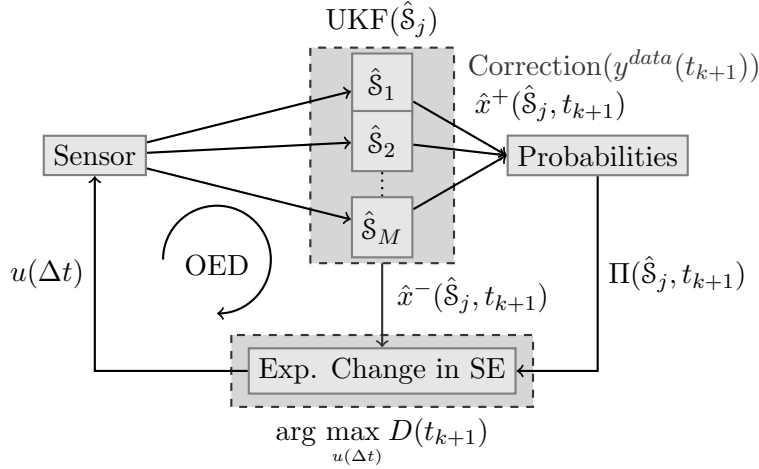 UKF(𝒮̂_j)
𝒮̂_1
Correction(y^{data}(t_{k+1}))
x̂^+(𝒮̂_j, t_{k+1})
Sensor
𝒮̂_2
Probabilities
𝒮̂_M
u(Δt)
OED
x̂^−(𝒮̂_j, t_{k+1})
Π(𝒮̂_j, t_{k+1})
Exp. Change in SE
arg max D(t_{k+1})
u(Δt)